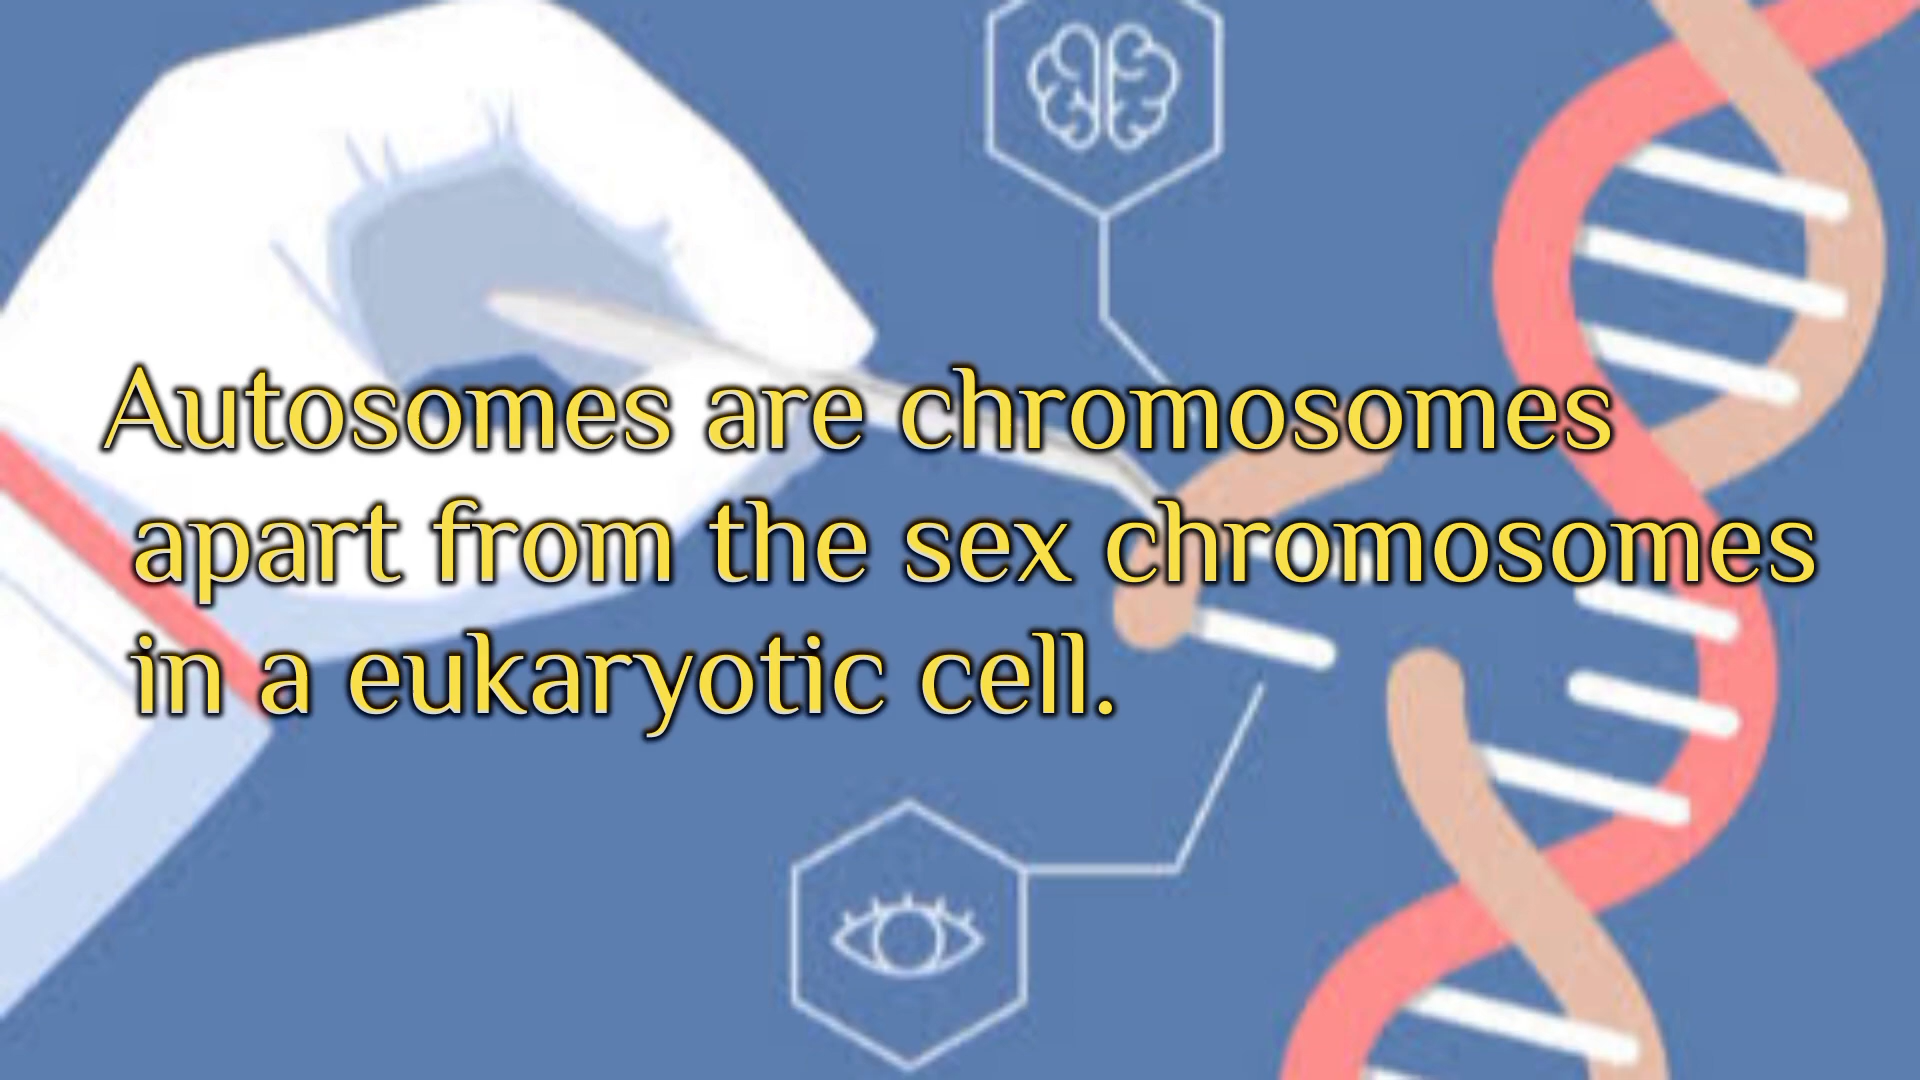 Autosomes are chromosomes
apart from the sex chromosomes
in a eukaryotic cell.